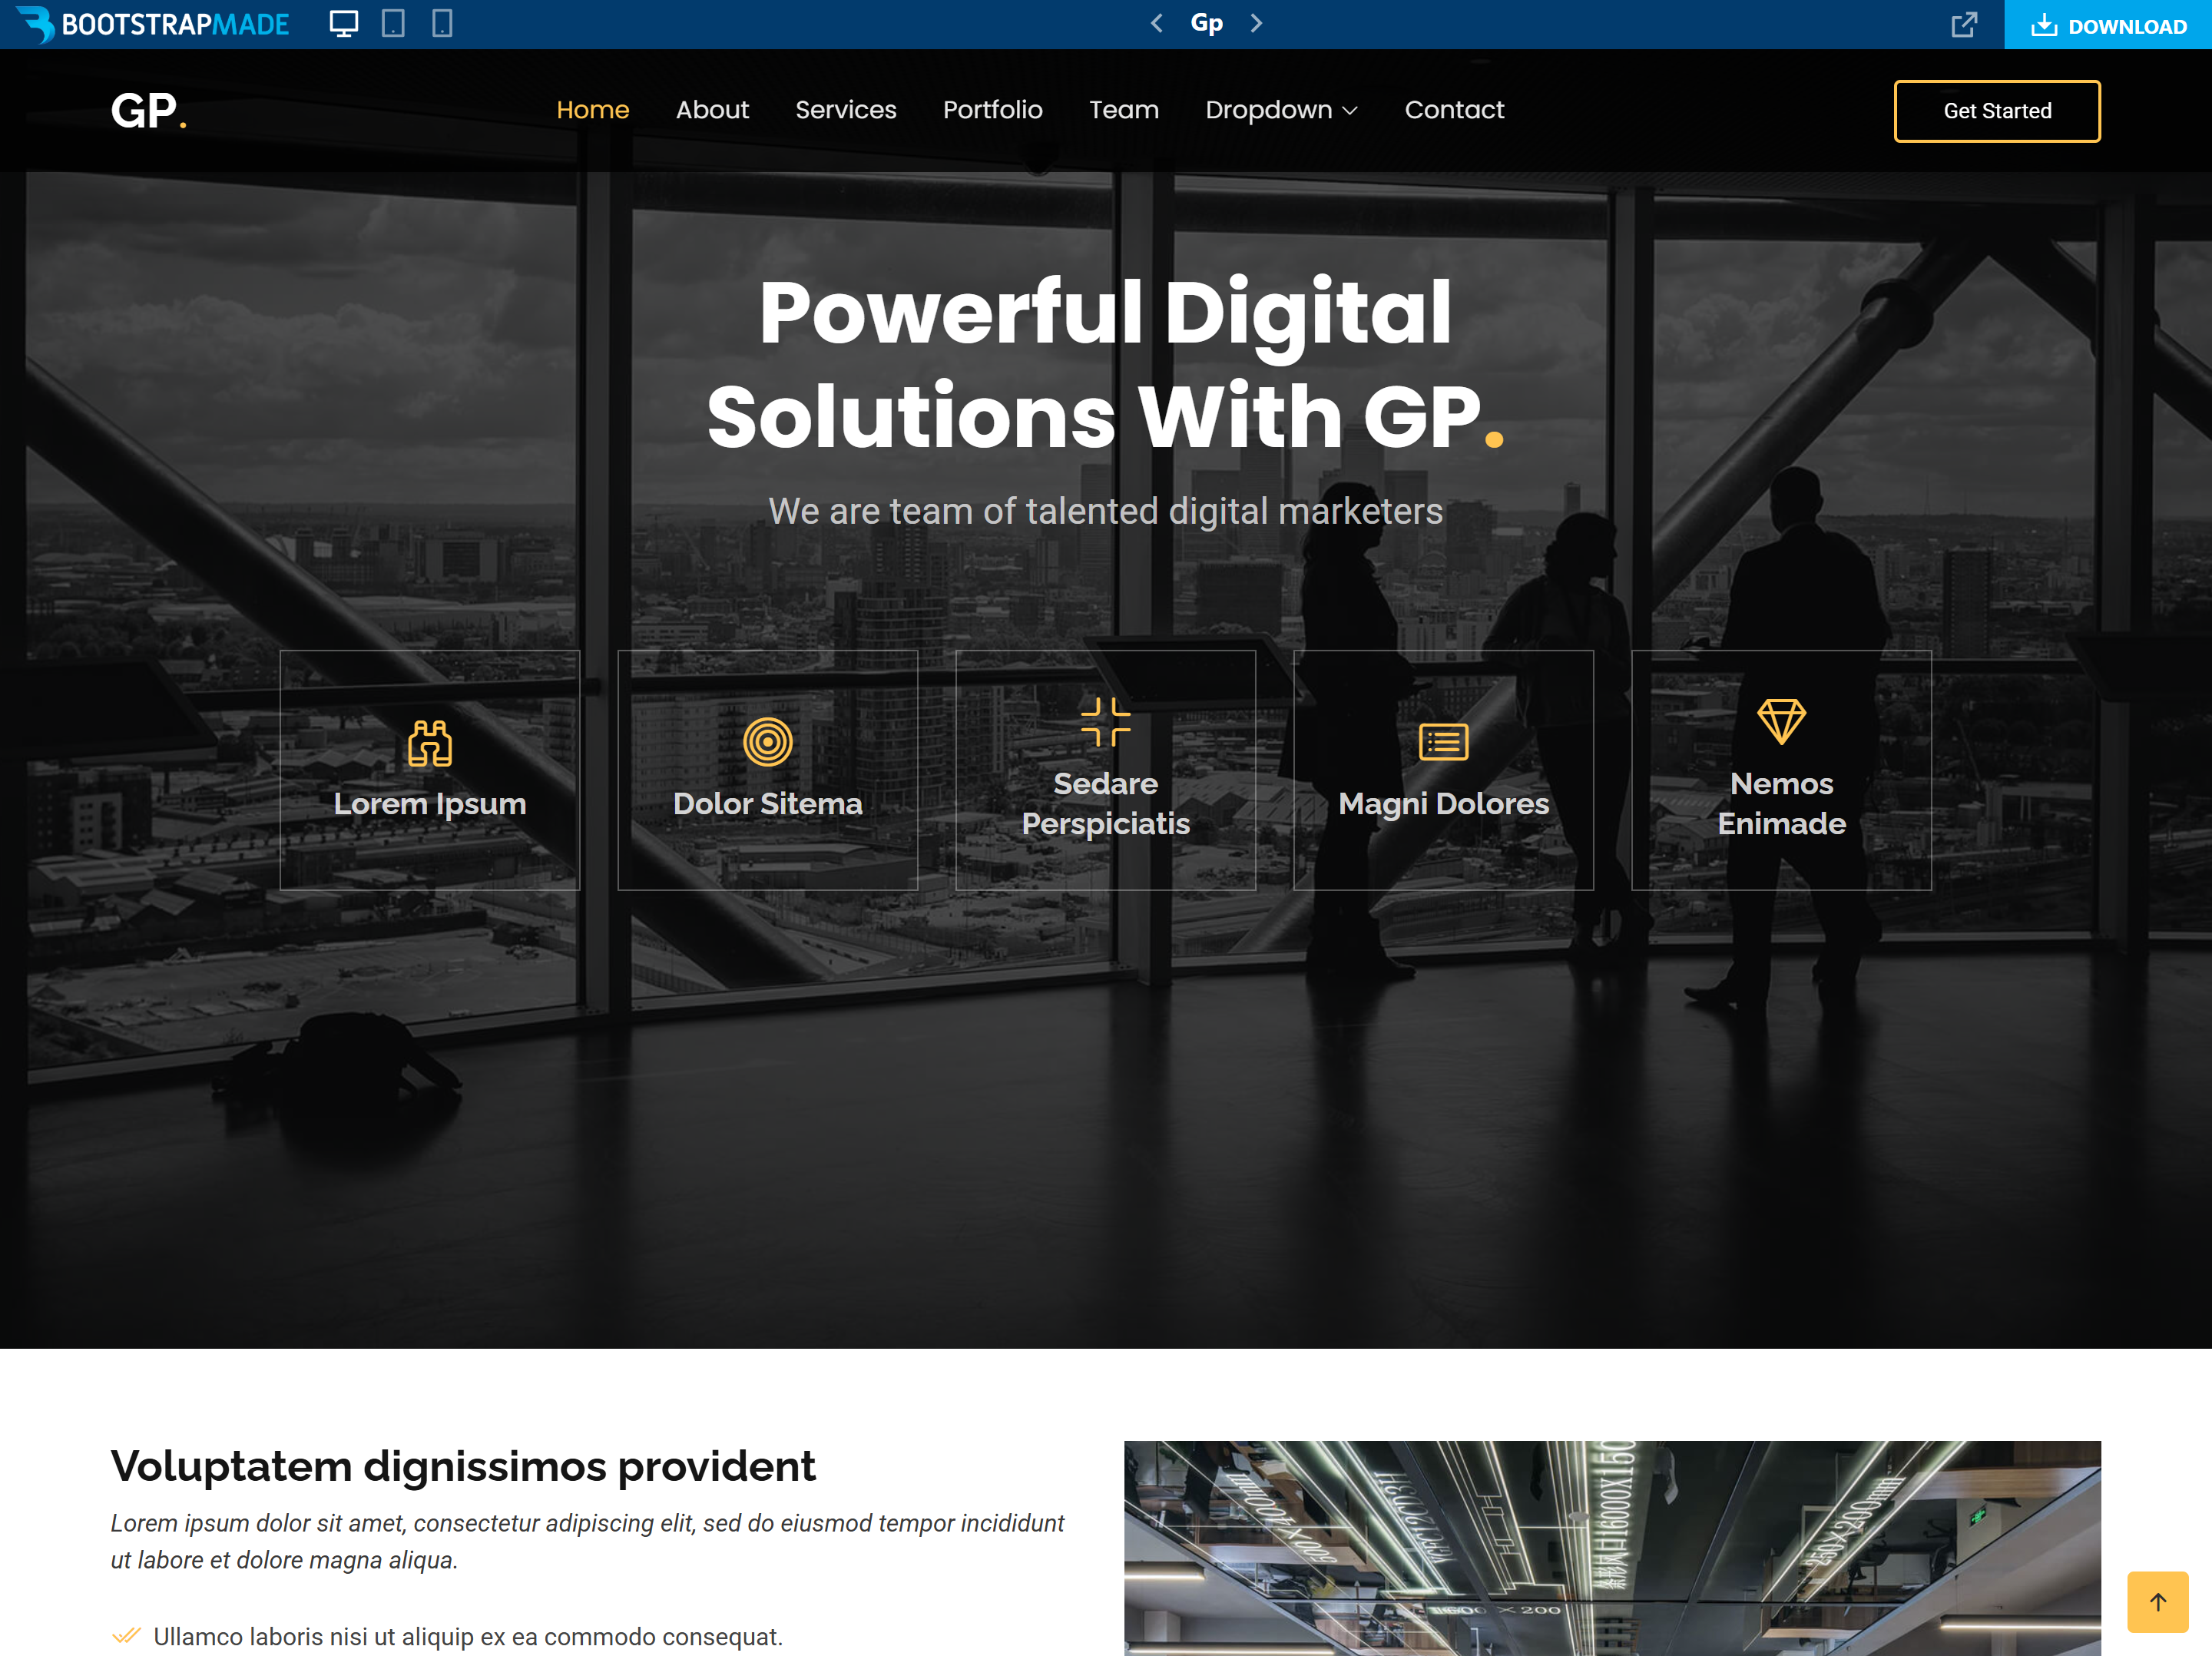 BOOTSTRAPMADE
Gp
DOWNLOAD
GP.
Home About Services Portfolio Team Dropdown Contact
Get Started
Powerful Digital
Solutions With GP.
We are team of talented digital marketers
Lorem Ipsum
Dolor Sitema
Sedare
Perspiciatis
Magni Dolores
Nemos
Enimade
Voluptatem dignissimos provident
Lorem ipsum dolor sit amet, consectetur adipiscing elit, sed do eiusmod tempor incididunt
ut labore et dolore magna aliqua.
Ullamco laboris nisi ut aliquip ex ea commodo consequat.
1600 X 200